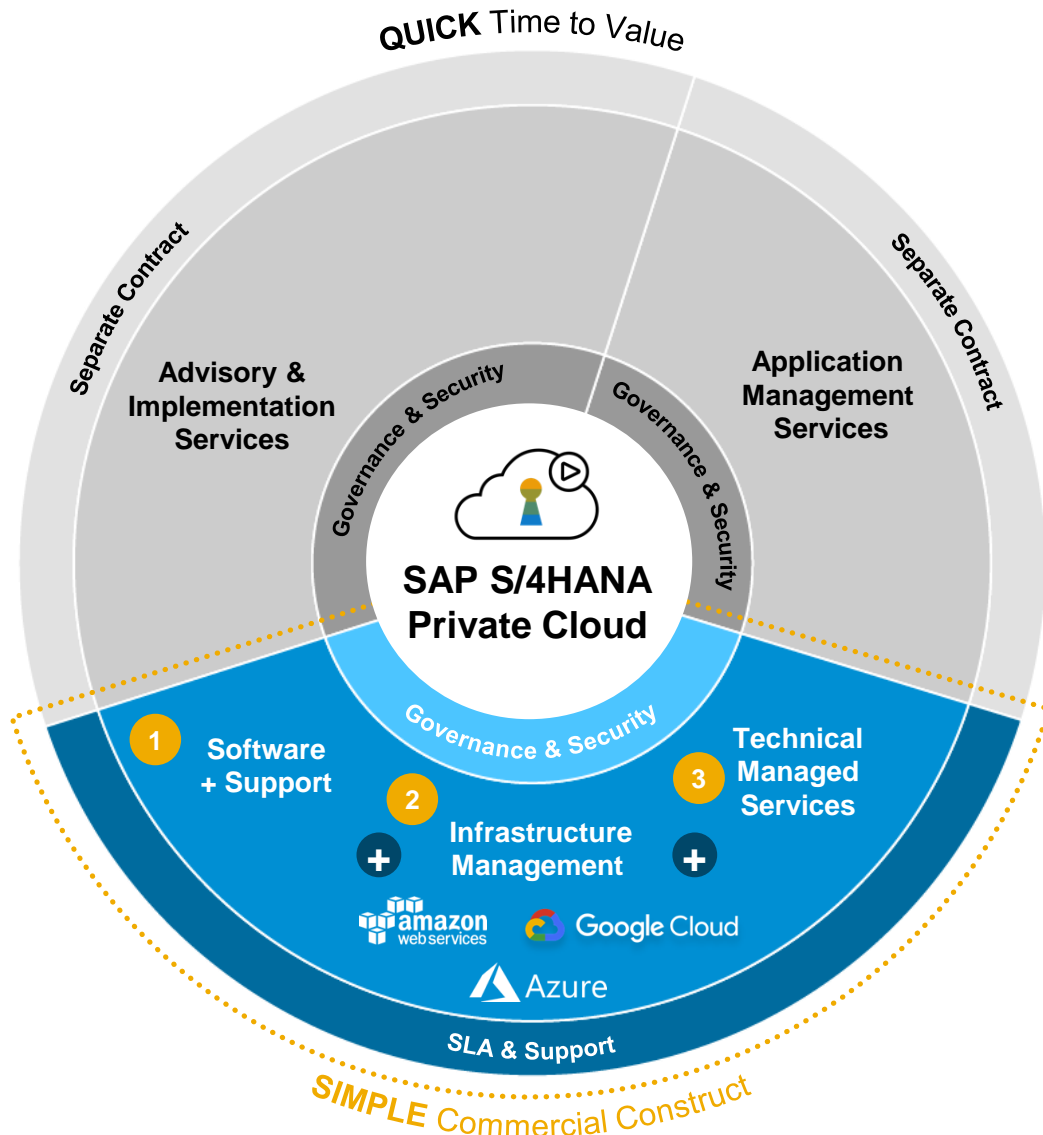 QUICK Time to Value
Separate Contract
Separate Contract
Advisory &
Implementation
Services
Application
Management
Services
Governance & Security
Governance & Security
SAP S/4HANA
Private Cloud
Governance & Security
1
Software
+ Support
2
Infrastructure
Management
3
Technical
Managed
Services
+
+
amazon
webservices
Google Cloud
Azure
SLA & Support
SIMPLE Commercial Construct